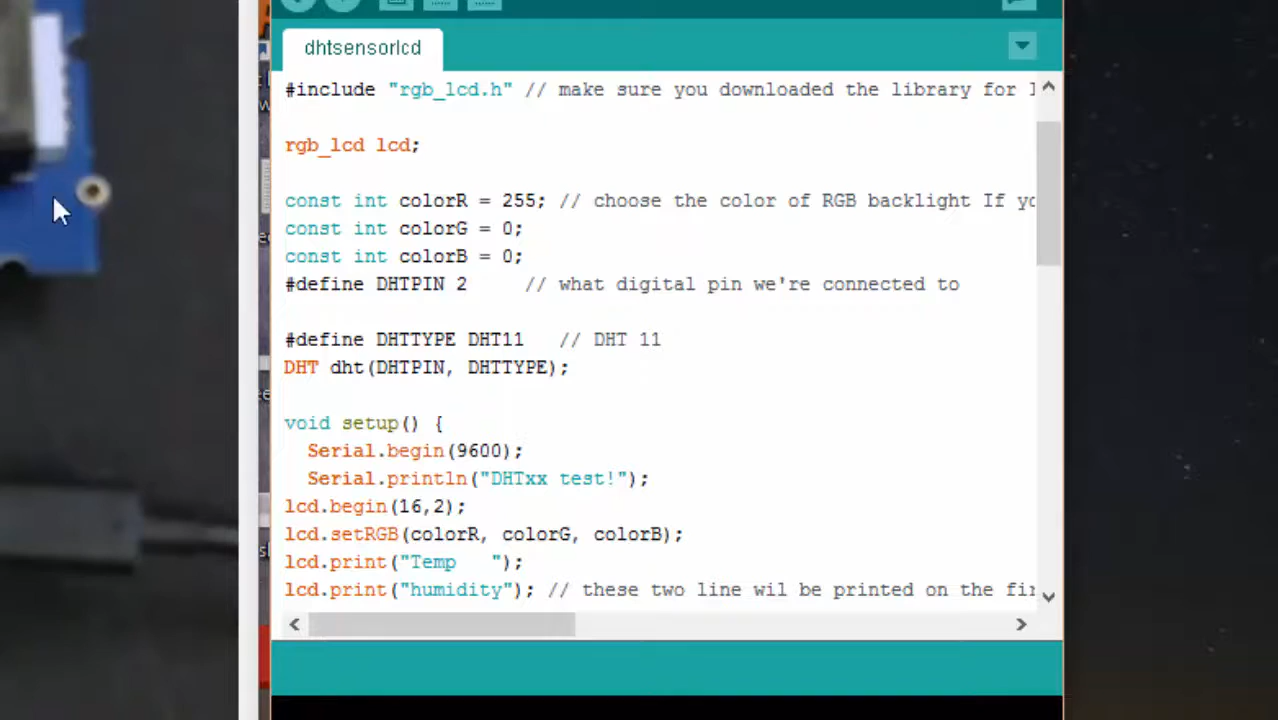 dhtsensorlcd
#include "rgb_lcd.h" // make sure you downloaded the library for
rgb_lcd lcd;
const int colorR = 255; // choose the color of RGB backlight If
const int colorG = 0;
const int colorB = 0;
#define DHTPIN 2     // what digital pin we're connected to
#define DHTTYPE DHT11   // DHT 11
DHT dht(DHTPIN, DHTTYPE);
void setup() {
  Serial.begin(9600);
  Serial.println("DHTxx test!");
lcd.begin(16,2);
lcd.setRGB(colorR, colorG, colorB);
lcd.print("Temp   ");
lcd.print("humidity"); // these two line wil be printed on the